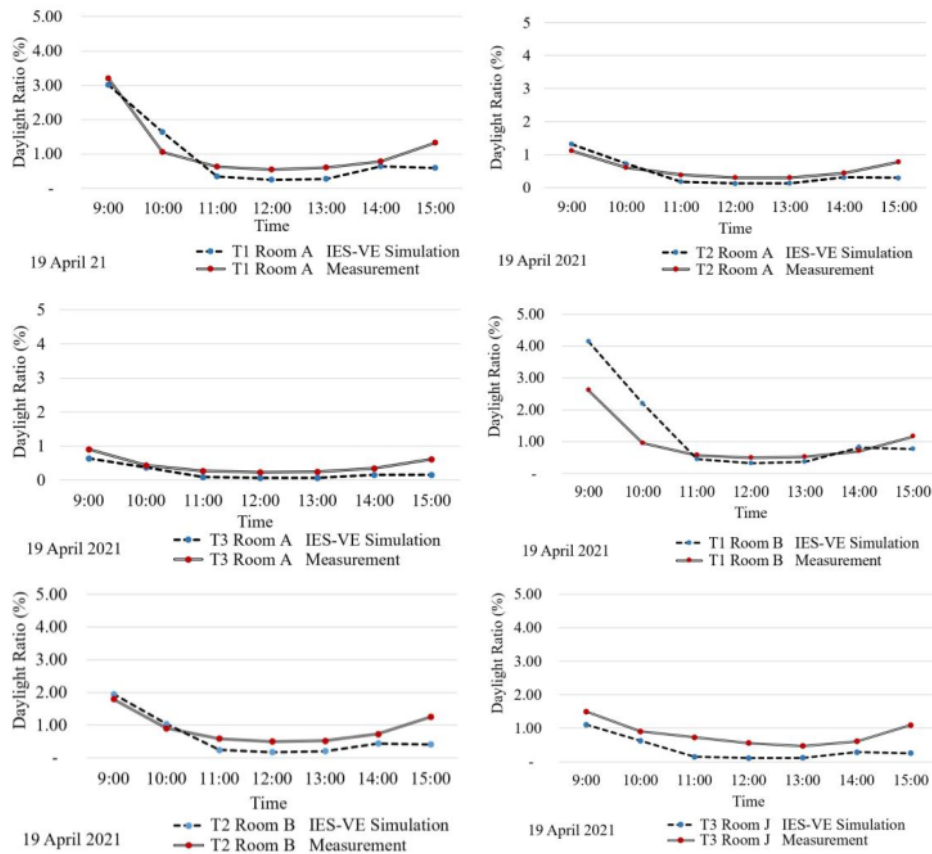 Daylight Ratio (%)
5.00
4.00
3.00
2.00
1.00
-
9:00 10:00 11:00 12:00 13:00 14:00 15:00
Time
19 April 21
T1 Room A IES-VE Simulation
T1 Room A Measurement
Daylight Ratio (%)
5
4
3
2
1
0
9:00 10:00 11:00 12:00 13:00 14:00 15:00
Time
19 April 2021
T2 Room A IES-VE Simulation
T2 Room A Measurement
Daylight Ratio (%)
5
4
3
2
1
0
9:00 10:00 11:00 12:00 13:00 14:00 15:00
Time
19 April 2021
T3 Room A IES-VE Simulation
T3 Room A Measurement
Daylight Ratio (%)
5.00
4.00
3.00
2.00
1.00
-
9:00 10:00 11:00 12:00 13:00 14:00 15:00
Time
19 April 2021
T1 Room B IES-VE Simulation
T1 Room B Measurement
Daylight Ratio (%)
5.00
4.00
3.00
2.00
1.00
-
9:00 10:00 11:00 12:00 13:00 14:00 15:00
Time
19 April 2021
T2 Room B IES-VE Simulation
T2 Room B Measurement
Daylight Ratio (%)
5.00
4.00
3.00
2.00
1.00
-
9:00 10:00 11:00 12:00 13:00 14:00 15:00
Time
19 April 2021
T3 Room J IES-VE Simulation
T3 Room J Measurement